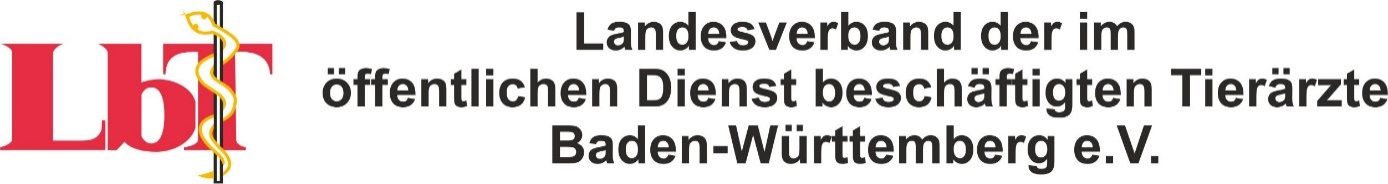 LbT
Landesverband der im
öffentlichen Dienst beschäftigten Tierärzte
Baden-Württemberg e.V.